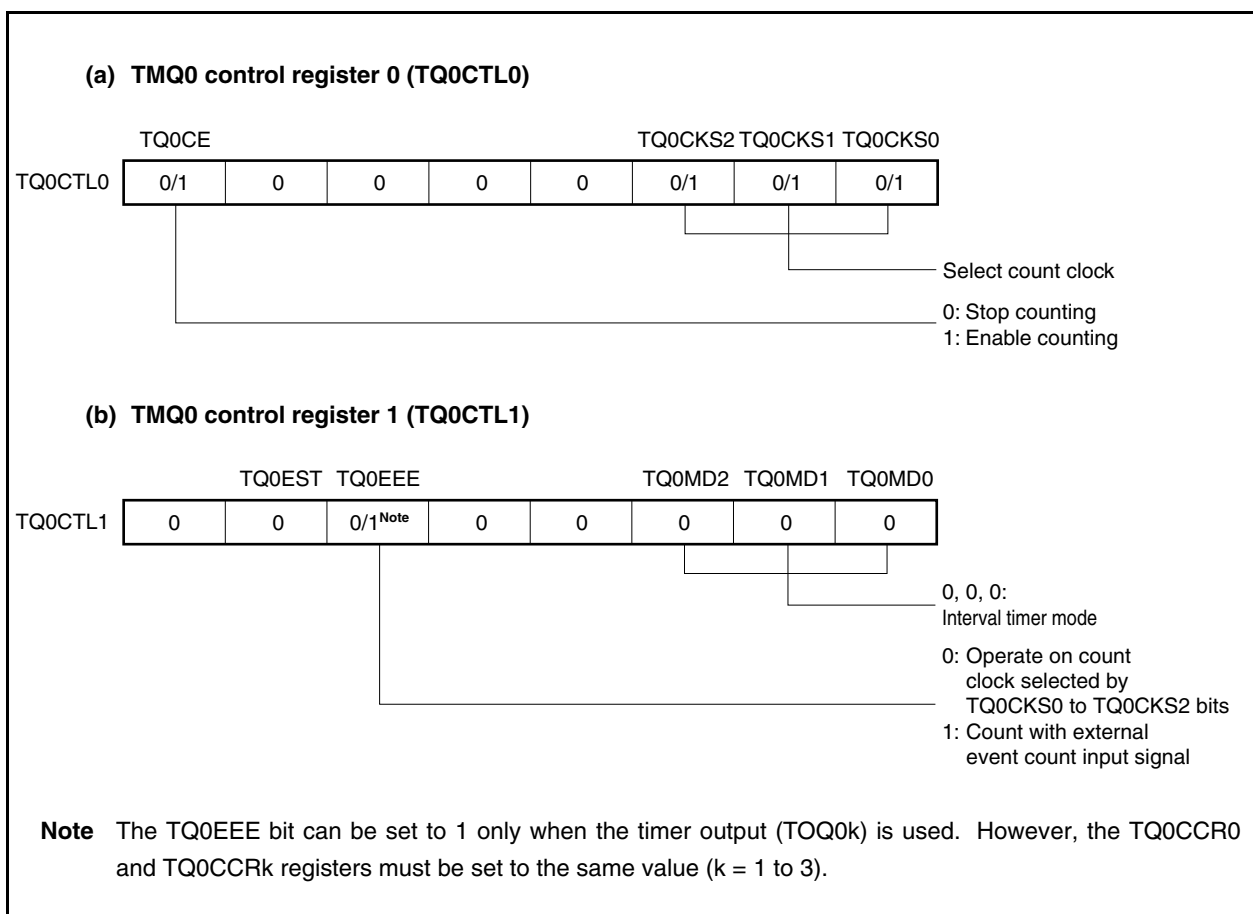 (a) TMQ0 control register 0 (TQ0CTL0)
TQ0CE TQ0CKS2 TQ0CKS1 TQ0CKS0
TQ0CTL0 0/1 0 0 0 0 0/1 0/1 0/1
Select count clock
0: Stop counting
1: Enable counting
(b) TMQ0 control register 1 (TQ0CTL1)
TQ0EST TQ0EEE TQ0MD2 TQ0MD1 TQ0MD0
TQ0CTL1 0 0 0/1Note 0 0 0 0 0
0, 0, 0:
Interval timer mode
0: Operate on count
clock selected by
TQ0CKS0 to TQ0CKS2 bits
1: Count with external
event count input signal
Note The TQ0EEE bit can be set to 1 only when the timer output (TOQ0k) is used. However, the TQ0CCR0
and TQ0CCRk registers must be set to the same value (k = 1 to 3).